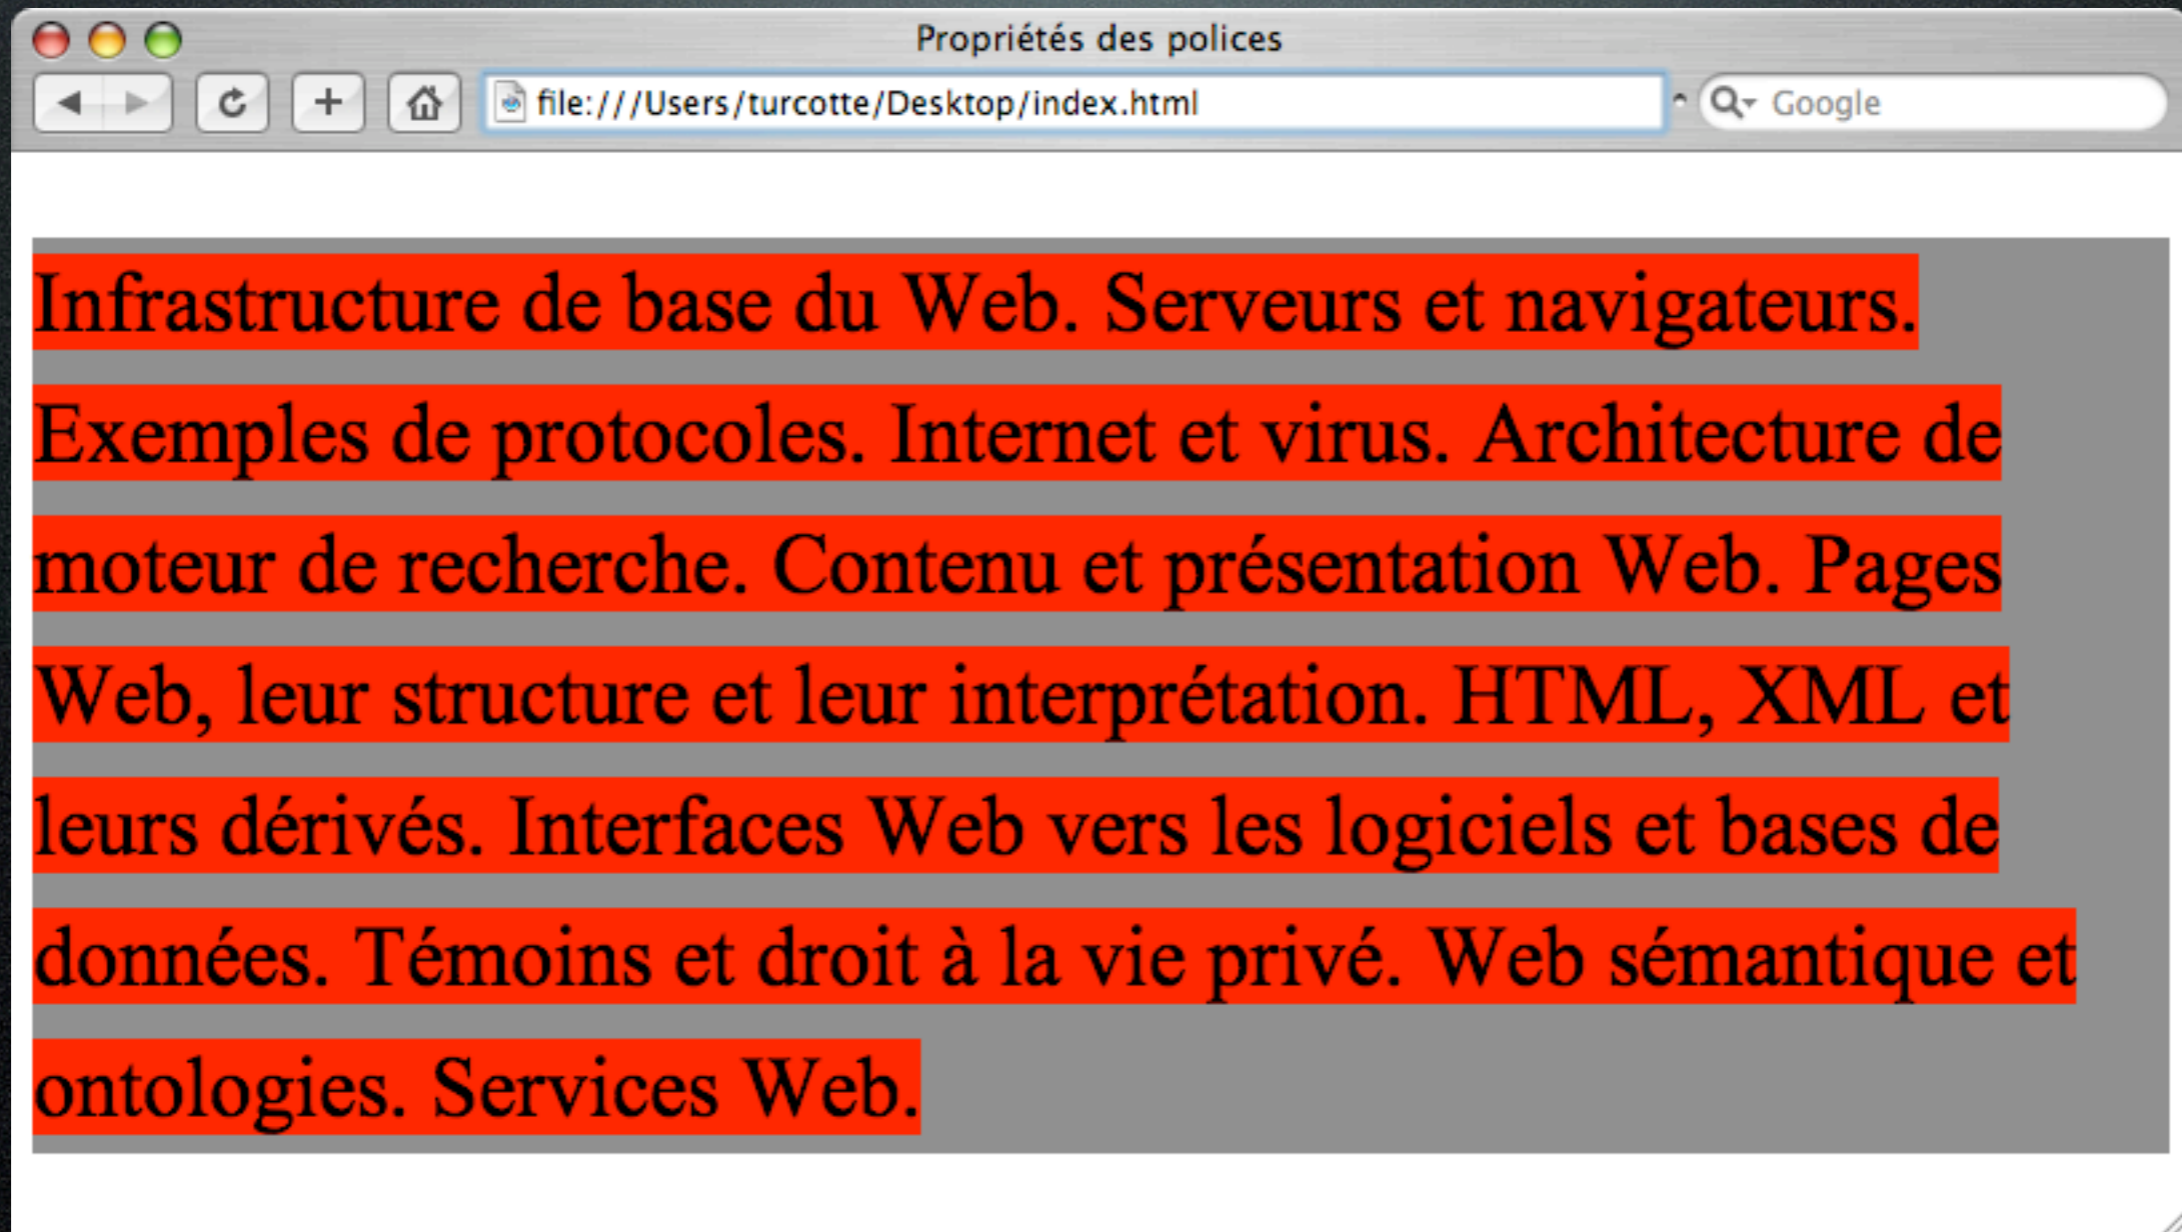 Propriétés des polices
file:///Users/turcotte/Desktop/index.html
Google
Infrastructure de base du Web. Serveurs et navigateurs.
Exemples de protocoles. Internet et virus. Architecture de
moteur de recherche. Contenu et présentation Web. Pages
Web, leur structure et leur interprétation. HTML, XML et
leurs dérivés. Interfaces Web vers les logiciels et bases de
données. Témoins et droit à la vie privé. Web sémantique et
ontologies. Services Web.